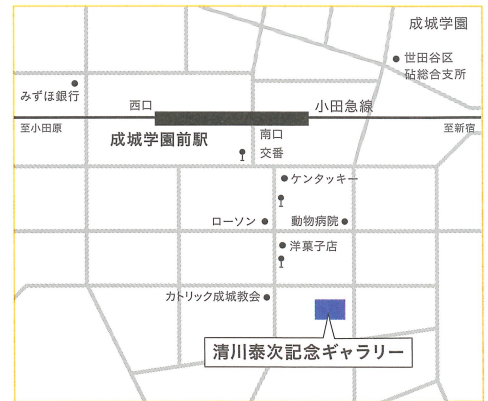 成城学園
世田谷区
砧総合支所
みずほ銀行
西口
小田急線
至小田原
至新宿
成城学園前駅
南口
交番
ケンタッキー
ローソン
動物病院
洋菓子店
カトリック成城教会
清川泰次記念ギャラリー